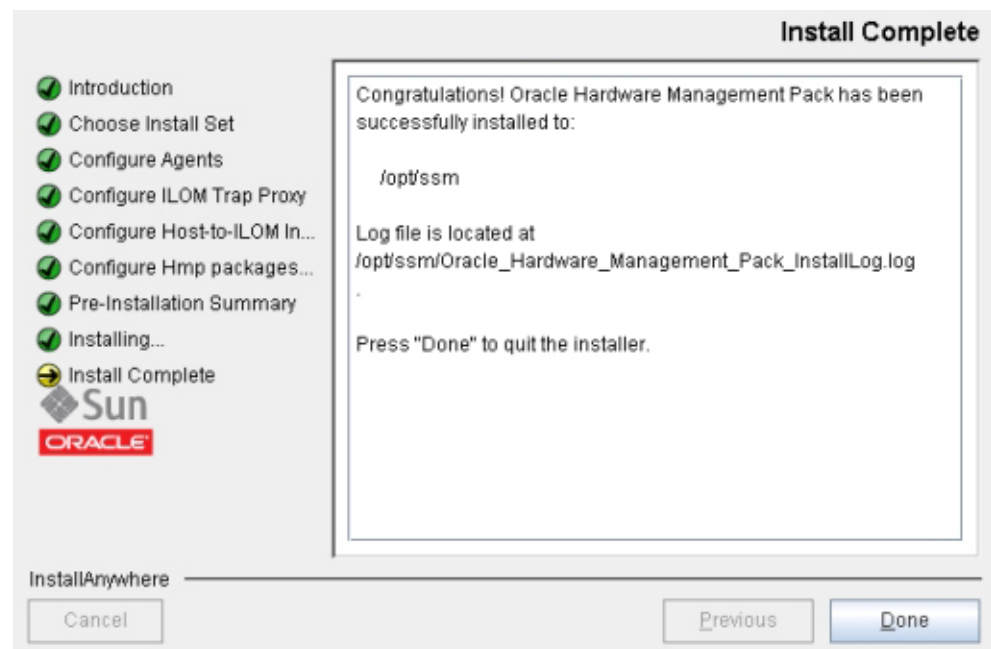 Install Complete
Introduction
Choose Install Set
Configure Agents
Configure ILOM Trap Proxy
Configure Host-to-ILOM In...
Configure Hmp packages...
Pre-Installation Summary
Installing...
Install Complete
Sun
ORACLE
Congratulations! Oracle Hardware Management Pack has been
successfully installed to:
/opt/ssm
Log file is located at
/opt/ssm/Oracle_Hardware_Management_Pack_InstallLog.log
.
Press "Done" to quit the installer.
InstallAnywhere
Cancel
Previous
Done